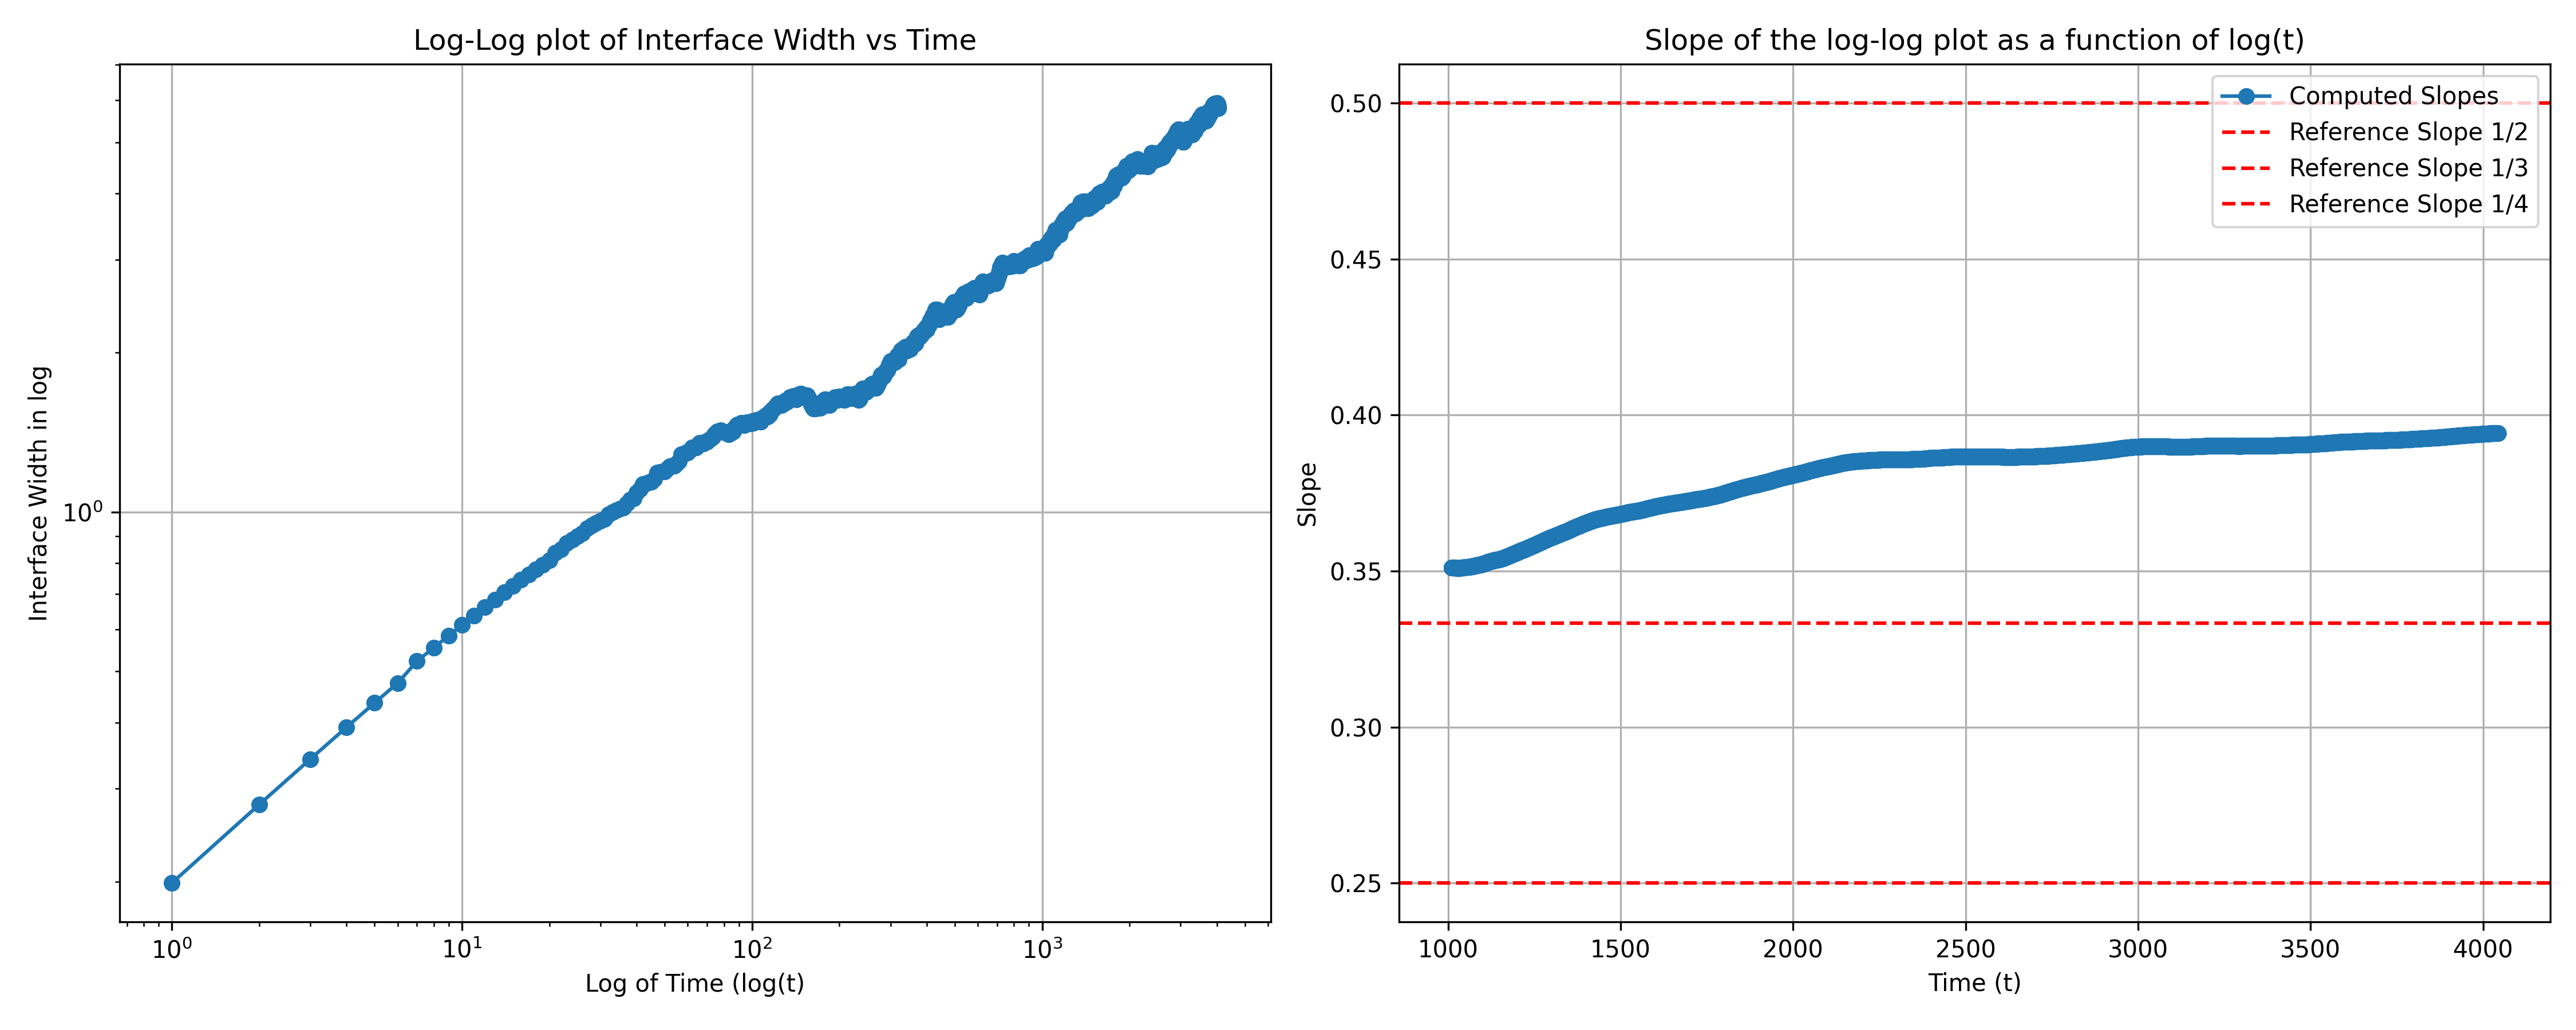 Log-Log plot of Interface Width vs Time
Interface Width in log
10⁰
10⁰
10¹
10²
10³
Log of Time (log(t)
Slope of the log-log plot as a function of log(t)
Slope
0.50
0.45
0.40
0.35
0.30
0.25
1000
1500
2000
2500
3000
3500
4000
Time (t)
Computed Slopes
Reference Slope 1/2
Reference Slope 1/3
Reference Slope 1/4